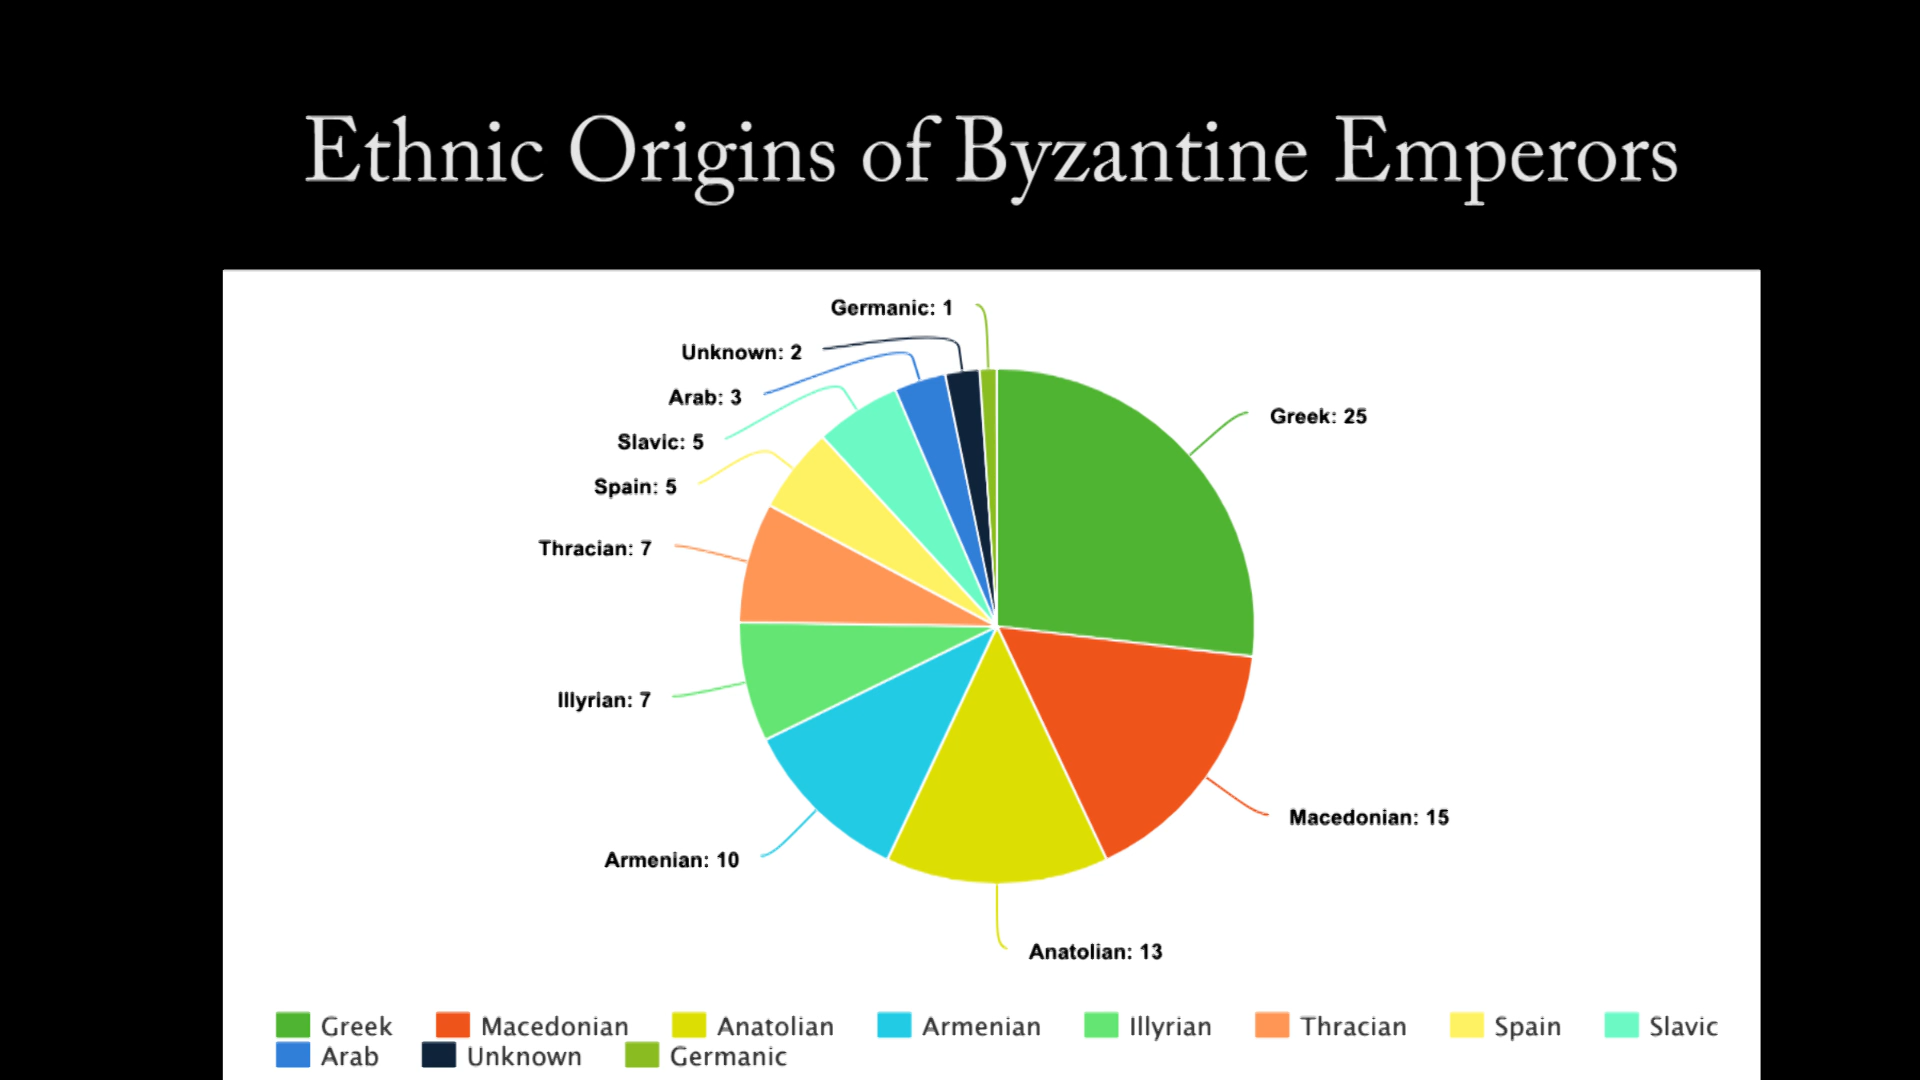 Ethnic Origins of Byzantine Emperors
Germanic: 1
Unknown: 2
Arab: 3
Slavic: 5
Spain: 5
Thracian: 7
Illyrian: 7
Armenian: 10
Greek: 25
Macedonian: 15
Anatolian: 13
Greek Macedonian Anatolian Armenian Illyrian Thracian Spain Slavic
Arab Unknown Germanic